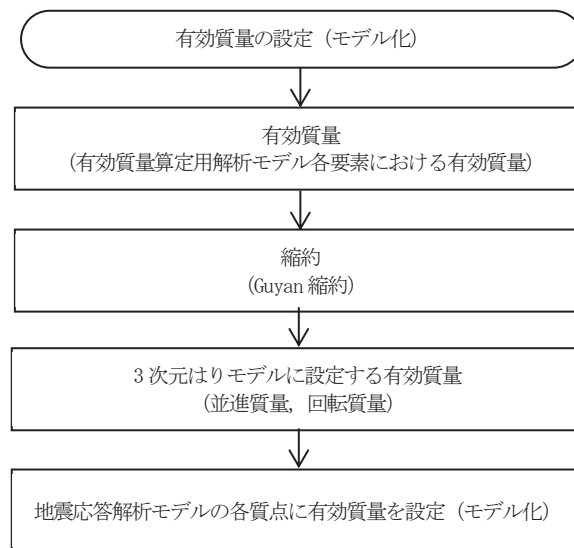 有効質量の設定（モデル化）
有効質量
(有効質量算定用解析モデル各要素における有効質量)
縮約
(Guyan 縮約)
3 次元はりモデルに設定する有効質量
(並進質量，回転質量)
地震応答解析モデルの各質点に有効質量を設定（モデル化）